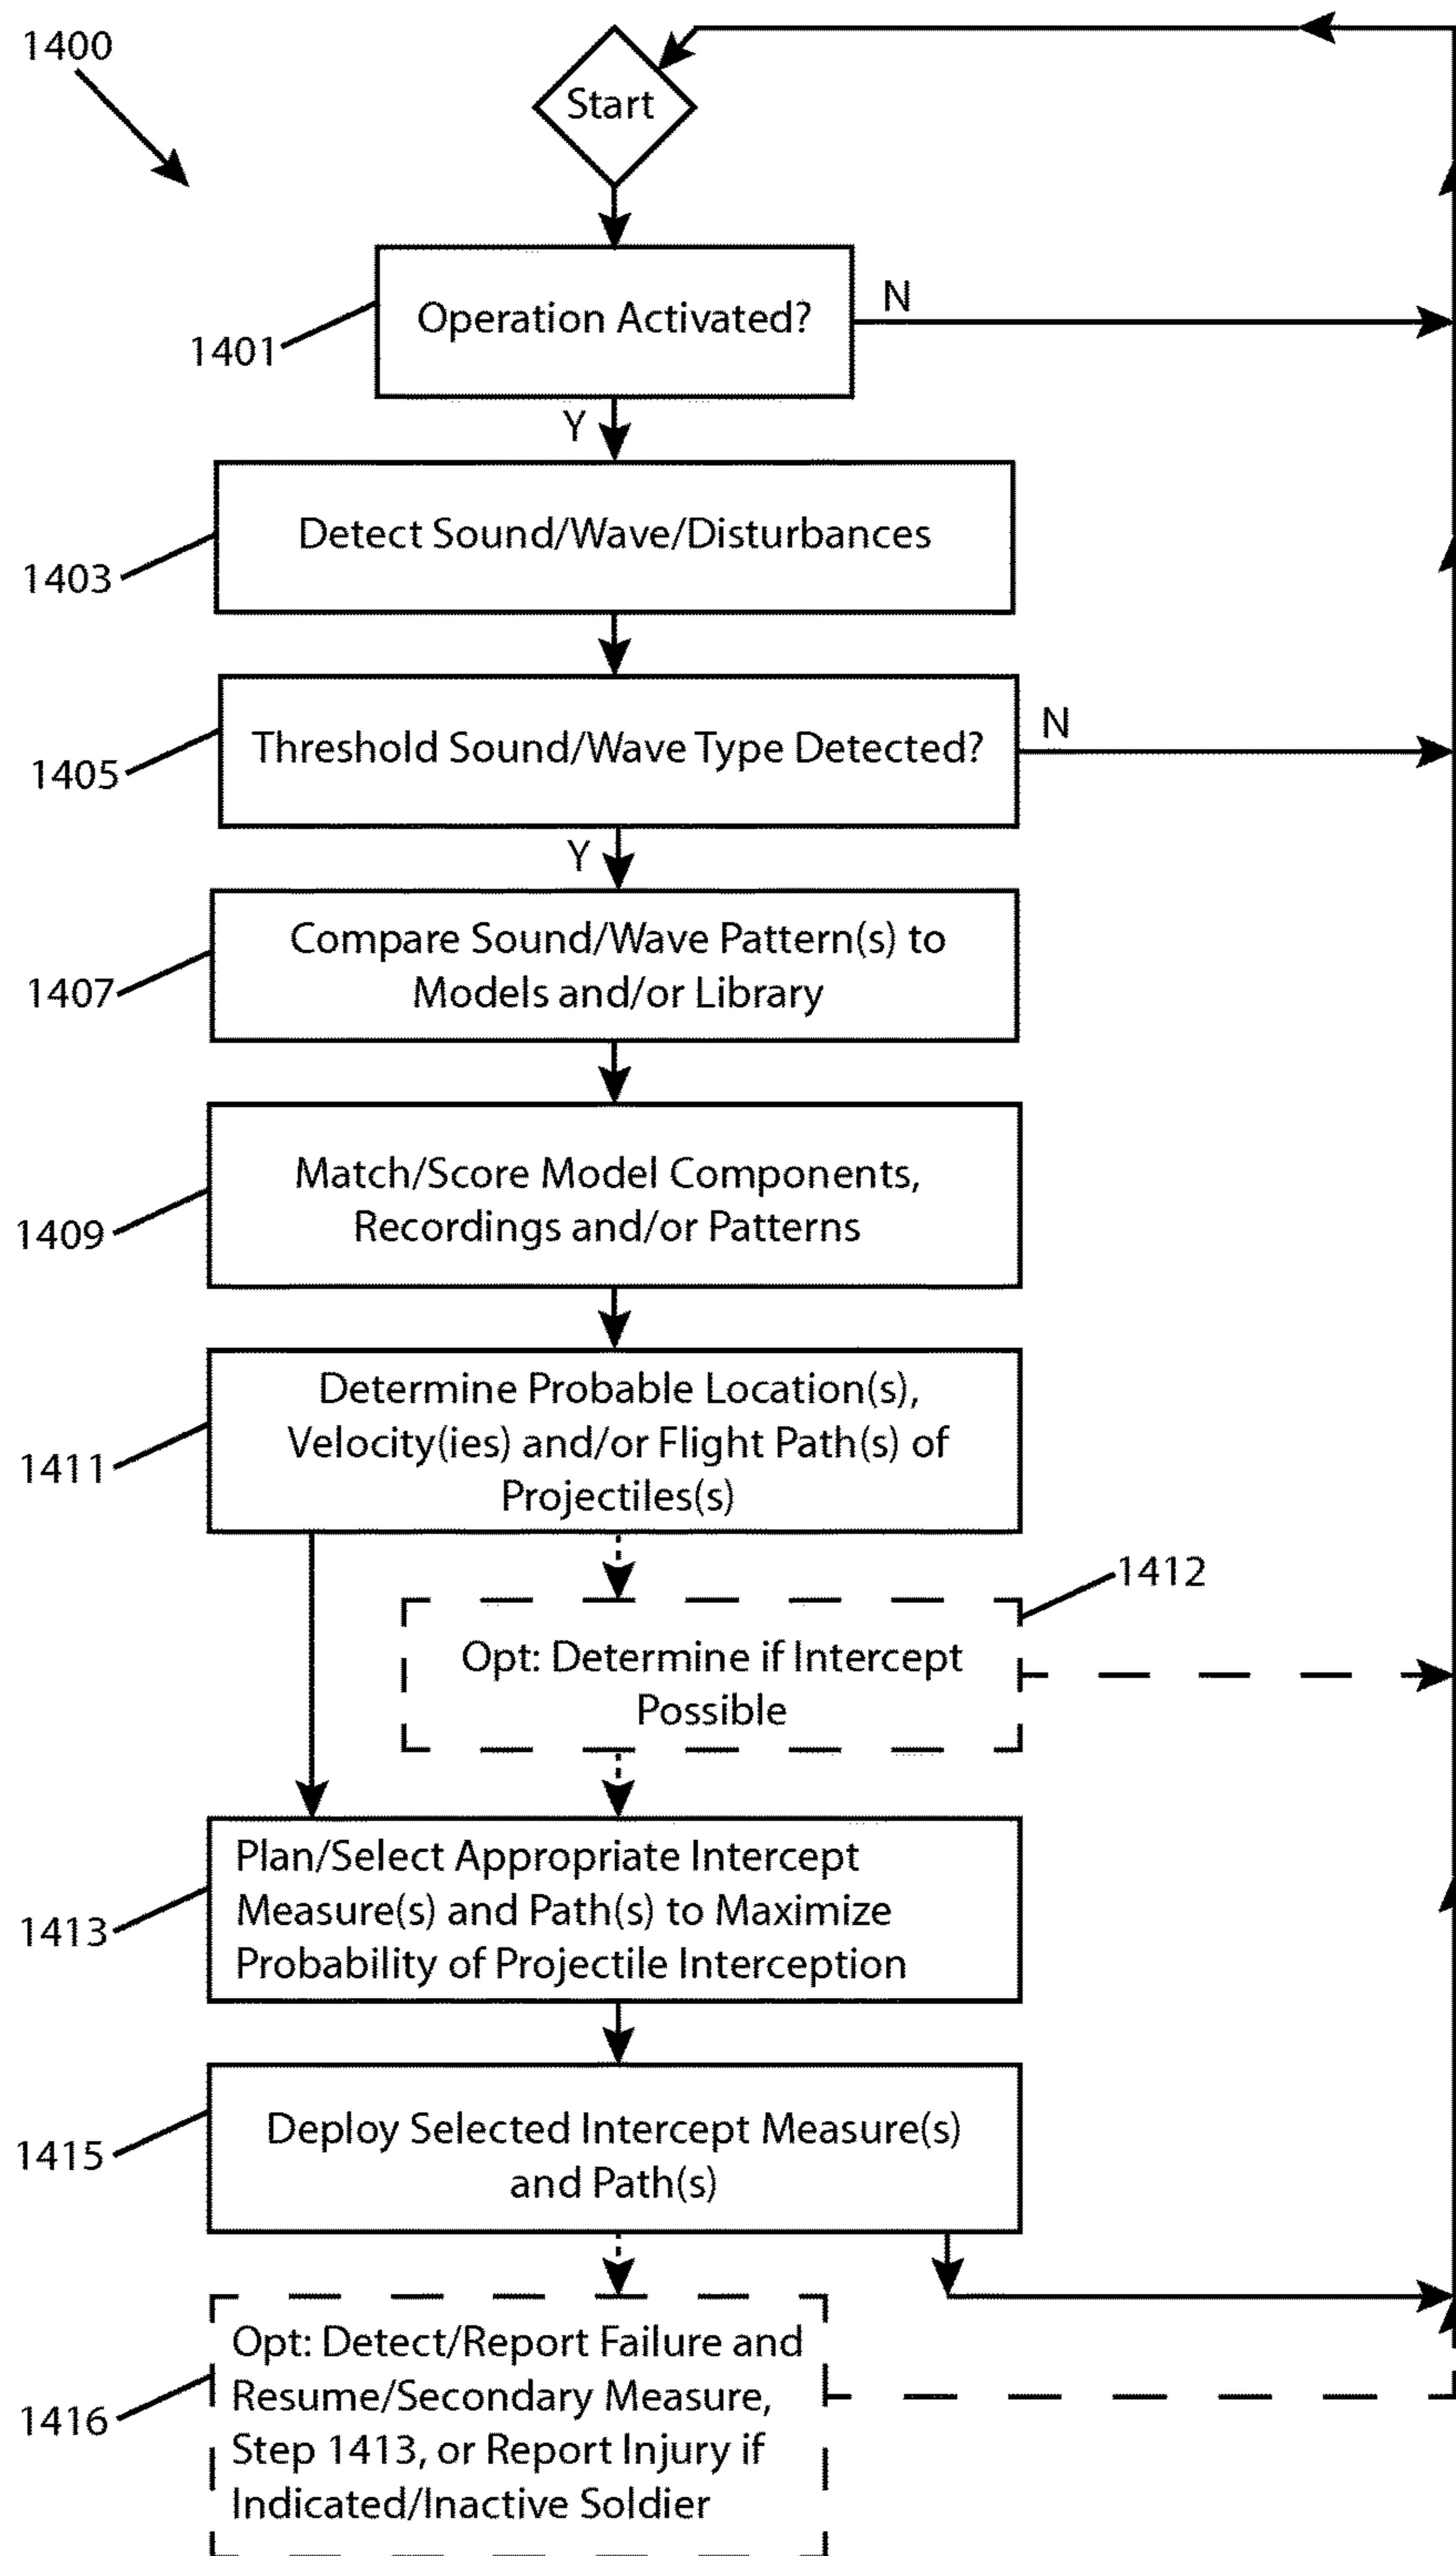 1400
Start
Operation Activated?
N
1401
Y
Detect Sound/Wave/Disturbances
1403
Threshold Sound/Wave Type Detected?
N
1405
Y
Compare Sound/Wave Pattern(s) to
Models and/or Library
1407
Match/Score Model Components,
Recordings and/or Patterns
1409
Determine Probable Location(s),
Velocity(ies) and/or Flight Path(s) of
Projectiles(s)
1411
1412
Opt: Determine if Intercept
Possible
Plan/Select Appropriate Intercept
Measure(s) and Path(s) to Maximize
Probability of Projectile Interception
1413
Deploy Selected Intercept Measure(s)
and Path(s)
1415
Opt: Detect/Report Failure and
Resume/Secondary Measure,
Step 1413, or Report Injury if
Indicated/Inactive Soldier
1416